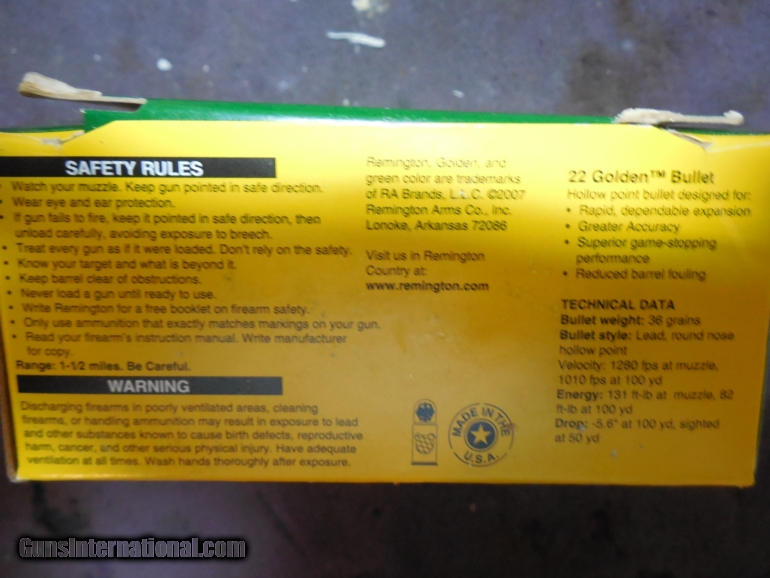 SAFETY RULES
• Watch your muzzle. Keep gun pointed in safe direction.
• Wear eye and ear protection.
• If gun fails to fire, keep it pointed in safe direction, then
unload carefully, avoiding exposure to breech.
• Treat every gun as if it were loaded. Don't rely on the safety.
• Know your target and what is beyond it.
• Keep barrel clear of obstructions.
• Never load a gun until ready to use.
• Write Remington for a free booklet on firearm safety.
• Only use ammunition that exactly matches markings on your gun.
• Read your firearm's instruction manual. Write manufacturer
for copy.
Range: 1-1/2 miles. Be Careful.
WARNING
Discharging firearms in poorly ventilated areas, cleaning
firearms, or handling ammunition may result in exposure to lead
and other substances known to cause birth defects, reproductive
harm, cancer, and other serious physical injury. Have adequate
ventilation at all times. Wash hands thoroughly after exposure.
Remington, Golden, and
green color are trademarks
of RA Brands, L.L.C. ©2007
Remington Arms Co., Inc.
Lonoke, Arkansas 72086
Visit us in Remington
Country at:
www.remington.com
MADE IN THE
U.S.A.
22 Golden™ Bullet
Hollow point bullet designed for:
• Rapid, dependable expansion
• Greater Accuracy
• Superior game-stopping
performance
• Reduced barrel fouling
TECHNICAL DATA
Bullet weight: 36 grains
Bullet style: Lead, round nose
hollow point
Velocity: 1280 fps at muzzle,
1010 fps at 100 yd
Energy: 131 ft-lb at muzzle, 82
ft-lb at 100 yd
Drop: -5.6" at 100 yd, sighted
at 50 yd
GunsInternational.com